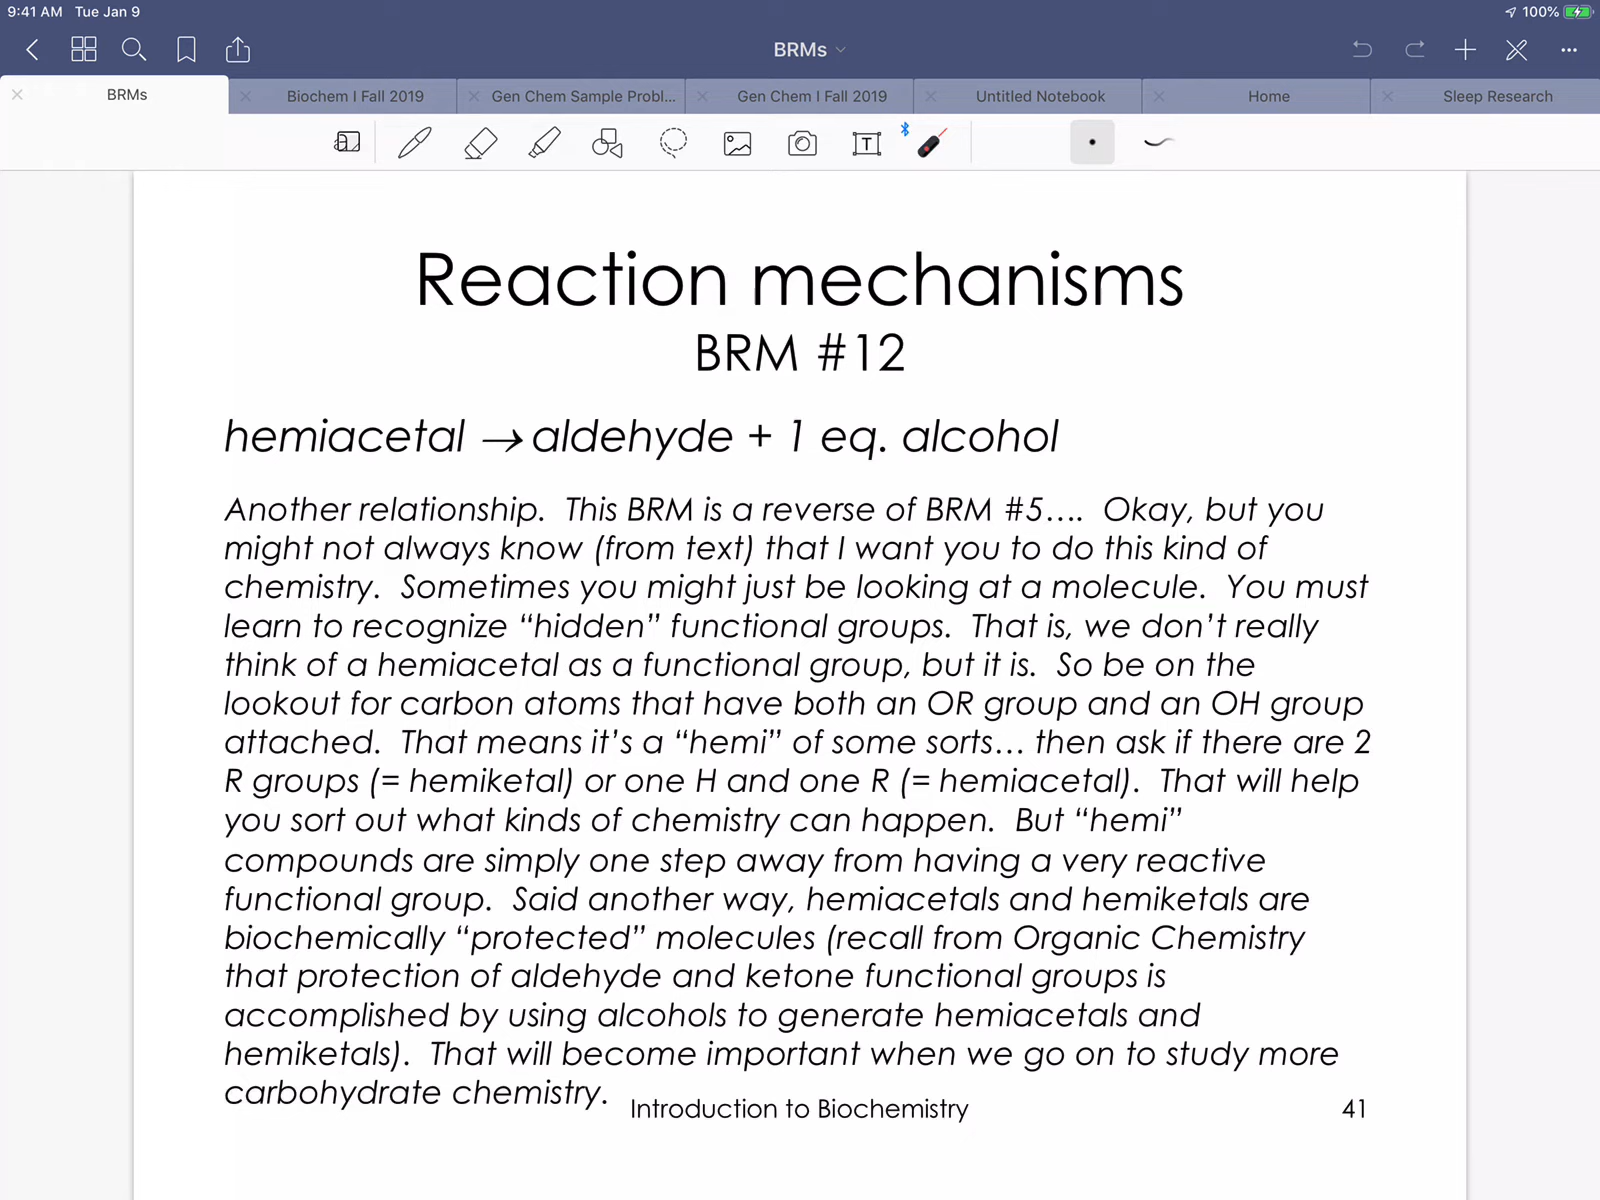 9:41 AM Tue Jan 9
100%
BRMs
BRMs
Biochem I Fall 2019
Gen Chem Sample Probl...
Gen Chem I Fall 2019
Untitled Notebook
Home
Sleep Research
a
T
Reaction mechanisms
BRM #12
hemiacetal → aldehyde + 1 eq. alcohol
Another relationship. This BRM is a reverse of BRM #5…. Okay, but you
might not always know (from text) that I want you to do this kind of
chemistry. Sometimes you might just be looking at a molecule. You must
learn to recognize “hidden” functional groups. That is, we don’t really
think of a hemiacetal as a functional group, but it is. So be on the
lookout for carbon atoms that have both an OR group and an OH group
attached. That means it’s a “hemi” of some sorts… then ask if there are 2
R groups (= hemiketal) or one H and one R (= hemiacetal). That will help
you sort out what kinds of chemistry can happen. But “hemi”
compounds are simply one step away from having a very reactive
functional group. Said another way, hemiacetals and hemiketals are
biochemically “protected” molecules (recall from Organic Chemistry
that protection of aldehyde and ketone functional groups is
accomplished by using alcohols to generate hemiacetals and
hemiketals). That will become important when we go on to study more
carbohydrate chemistry.
Introduction to Biochemistry
41